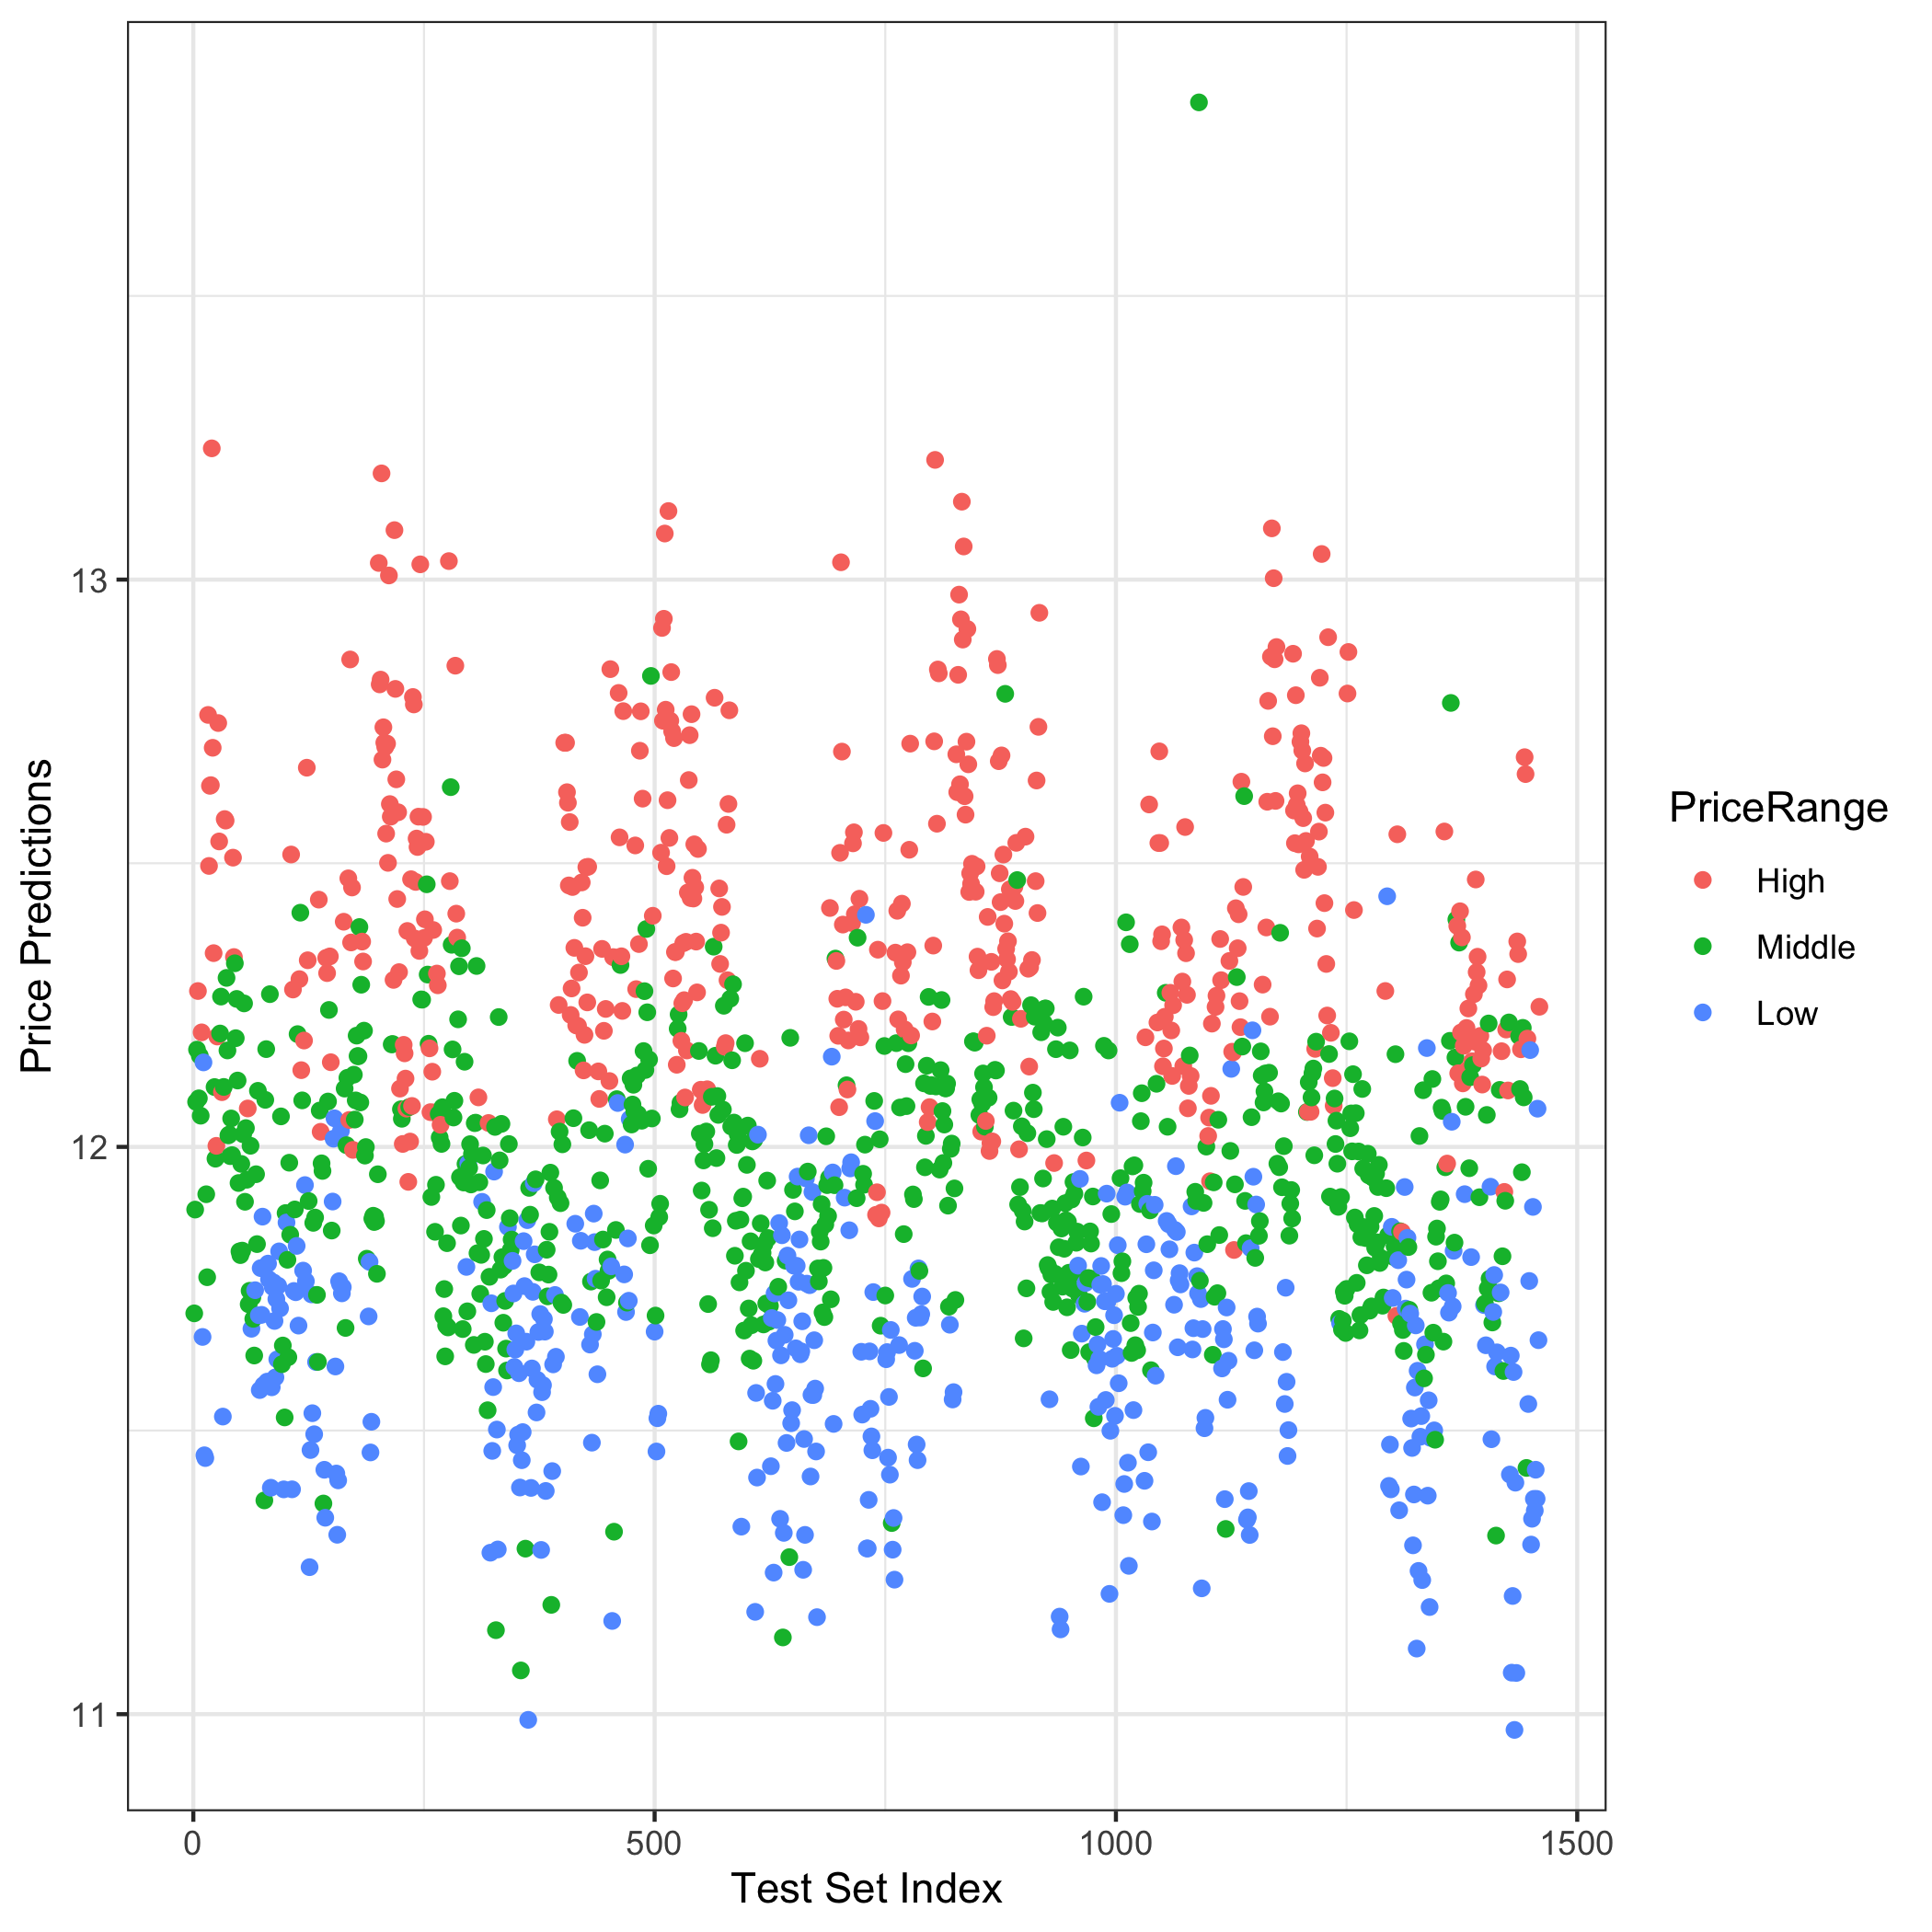 13
12
11
Price Predictions
0
500
1000
1500
Test Set Index
PriceRange
High
Middle
Low